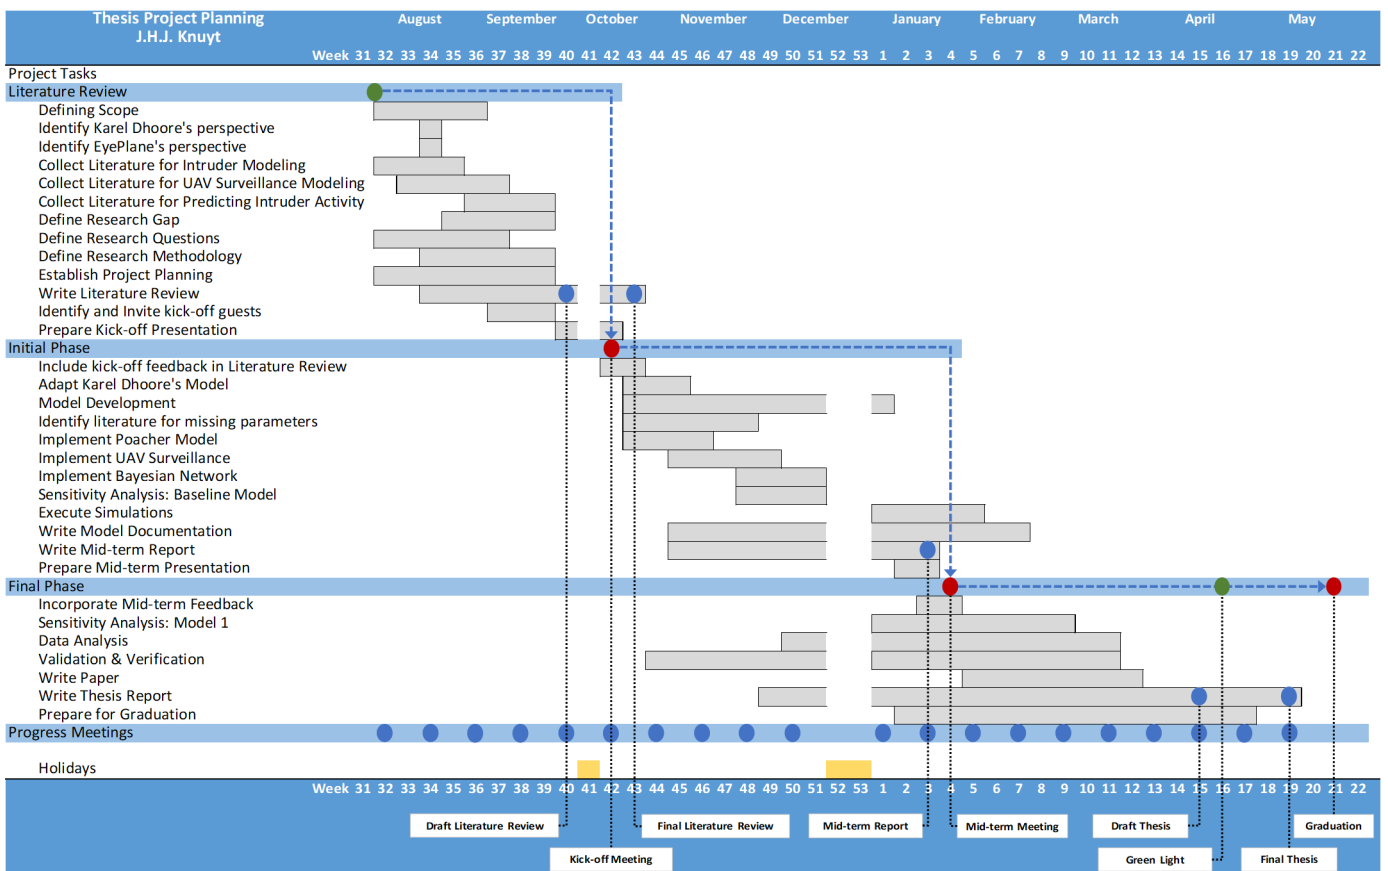 Thesis Project Planning
J.H.J. Knuyt
August September October November December January February March April May
Week 31 32 33 34 35 36 37 38 39 40 41 42 43 44 45 46 47 48 49 50 51 52 53 1 2 3 4 5 6 7 8 9 10 11 12 13 14 15 16 17 18 19 20 21 22
Project Tasks
Literature Review
Defining Scope
Identify Karel Dhoore's perspective
Identify EyePlane's perspective
Collect Literature for Intruder Modeling
Collect Literature for UAV Surveillance Modeling
Collect Literature for Predicting Intruder Activity
Define Research Gap
Define Research Questions
Define Research Methodology
Establish Project Planning
Write Literature Review
Identify and Invite kick-off guests
Prepare Kick-off Presentation
Initial Phase
Include kick-off feedback in Literature Review
Adapt Karel Dhoore's Model
Model Development
Identify literature for missing parameters
Implement Poacher Model
Implement UAV Surveillance
Implement Bayesian Network
Sensitivity Analysis: Baseline Model
Execute Simulations
Write Model Documentation
Write Mid-term Report
Prepare Mid-term Presentation
Final Phase
Incorporate Mid-term Feedback
Sensitivity Analysis: Model 1
Data Analysis
Validation & Verification
Write Paper
Write Thesis Report
Prepare for Graduation
Progress Meetings
Holidays
Week 31 32 33 34 35 36 37 38 39 40 41 42 43 44 45 46 47 48 49 50 51 52 53 1 2 3 4 5 6 7 8 9 10 11 12 13 14 15 16 17 18 19 20 21 22
Draft Literature Review Final Literature Review Mid-term Report Mid-term Meeting Draft Thesis Graduation
Kick-off Meeting Green Light Final Thesis